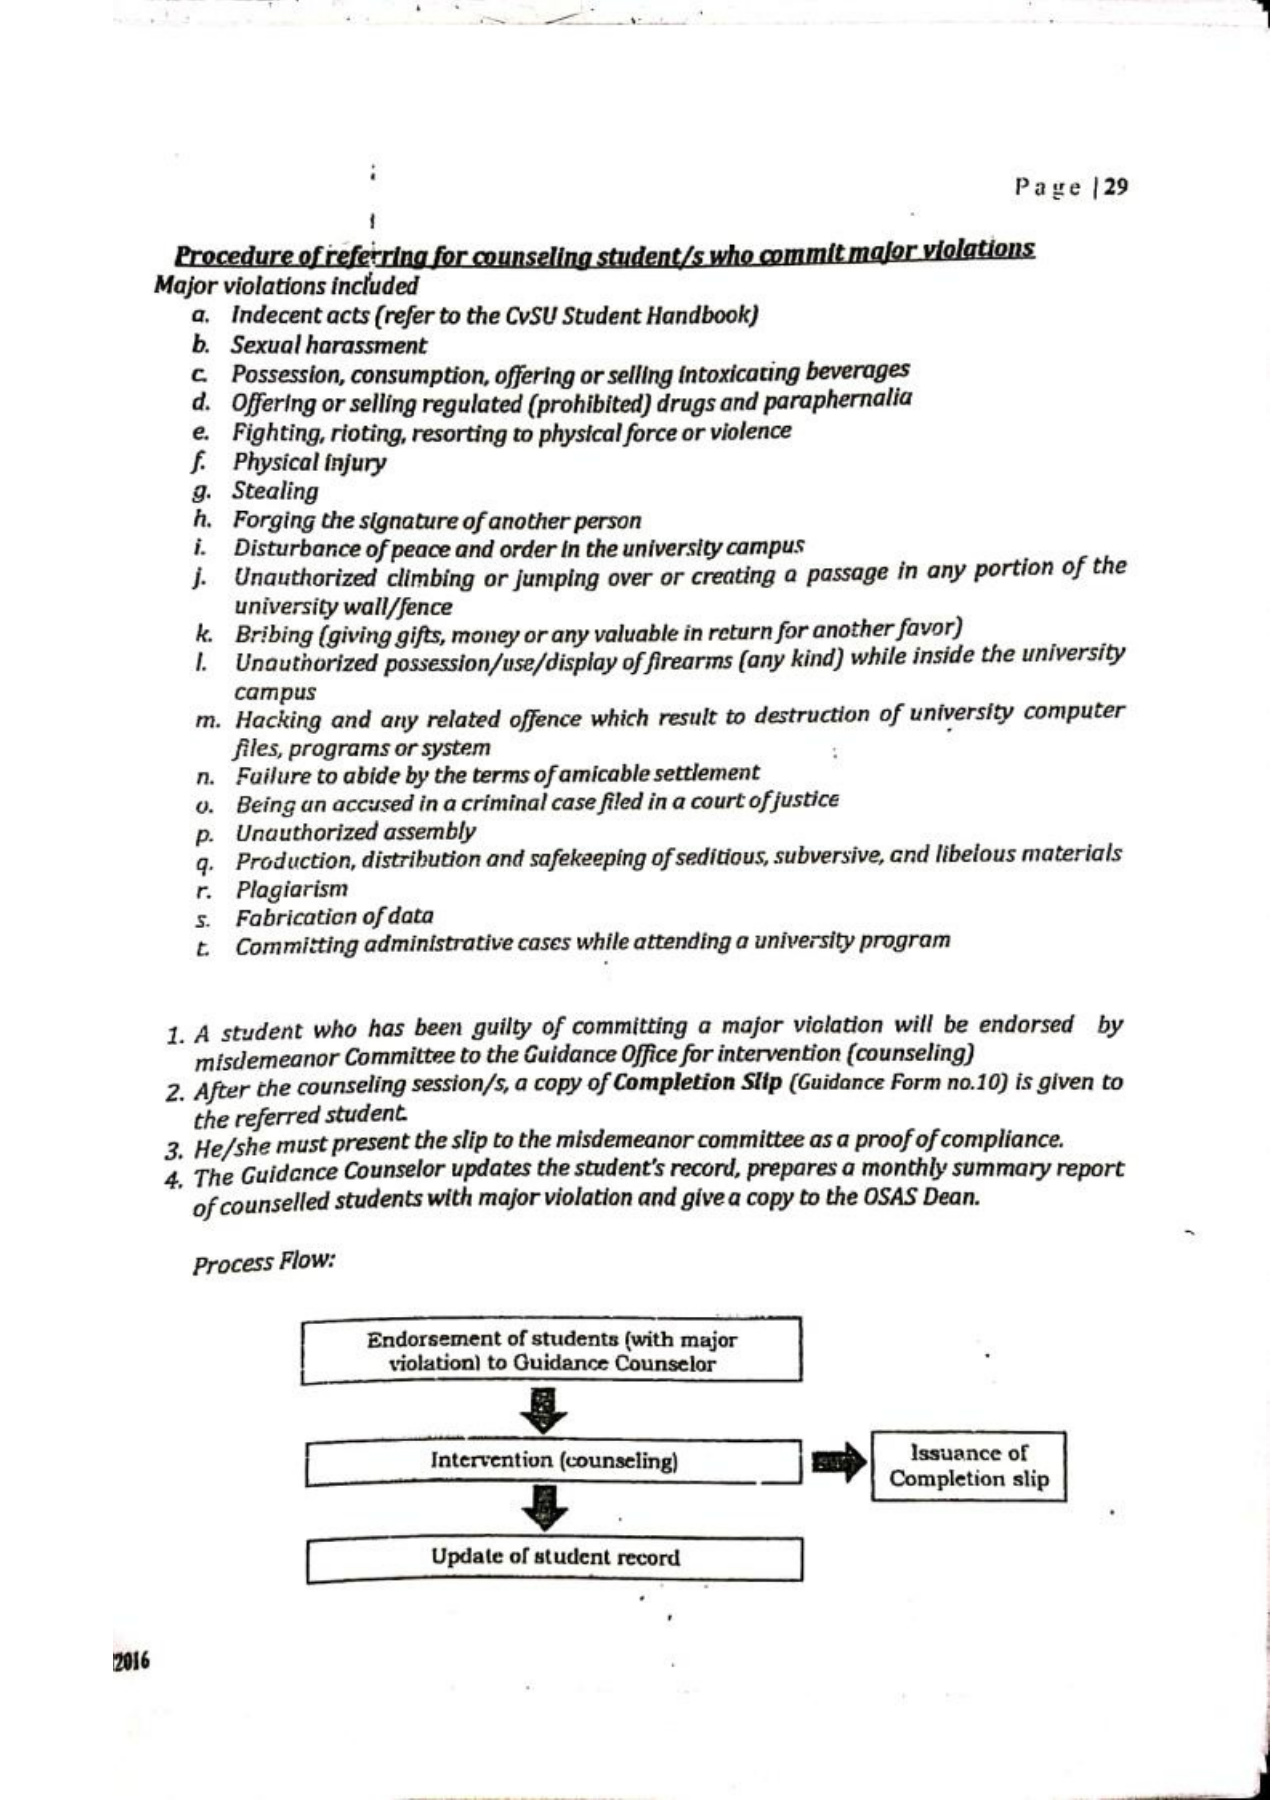 Page | 29
Procedure of referring for counseling student/s who commit major violations
Major violations included
a. Indecent acts (refer to the CvSU Student Handbook)
b. Sexual harassment
c. Possession, consumption, offering or selling intoxicating beverages
d. Offering or selling regulated (prohibited) drugs and paraphernalia
e. Fighting, rioting, resorting to physical force or violence
f. Physical injury
g. Stealing
h. Forging the signature of another person
i. Disturbance of peace and order in the university campus
j. Unauthorized climbing or jumping over or creating a passage in any portion of the
university wall/fence
k. Bribing (giving gifts, money or any valuable in return for another favor)
l. Unauthorized possession/use/display of firearms (any kind) while inside the university
campus
m. Hacking and any related offence which result to destruction of university computer
files, programs or system
n. Failure to abide by the terms of amicable settlement
o. Being an accused in a criminal case filed in a court of justice
p. Unauthorized assembly
q. Production, distribution and safekeeping of seditious, subversive, and libelous materials
r. Plagiarism
s. Fabrication of data
t. Committing administrative cases while attending a university program
1. A student who has been guilty of committing a major violation will be endorsed by
misdemeanor Committee to the Guidance Office for intervention (counseling)
2. After the counseling session/s, a copy of Completion Slip (Guidance Form no.10) is given to
the referred student.
3. He/she must present the slip to the misdemeanor committee as a proof of compliance.
4. The Guidance Counselor updates the student's record, prepares a monthly summary report
of counselled students with major violation and give a copy to the OSAS Dean.
Process Flow:
Endorsement of students (with major
violation) to Guidance Counselor
Intervention (counseling)
Issuance of
Completion slip
Update of student record
2016